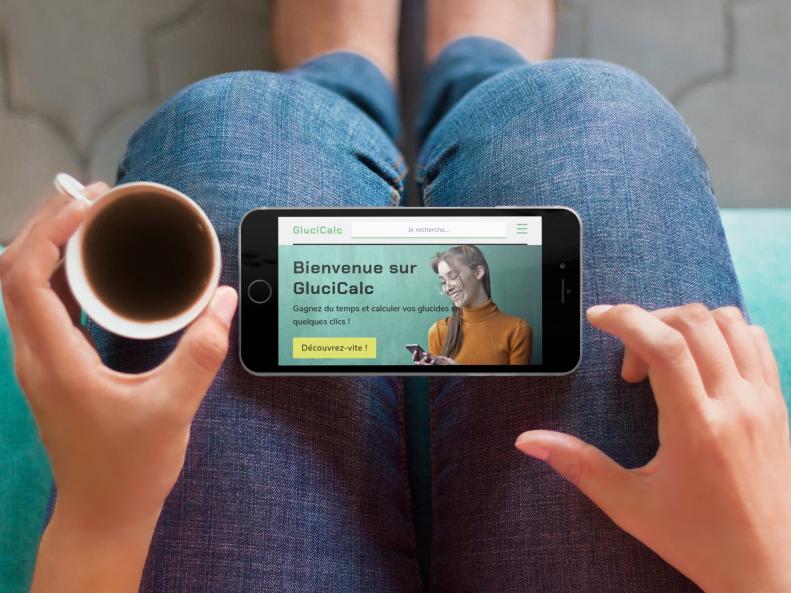 GluciCalc
Je recherche...
Bienvenue sur
GluciCalc
Gagnez du temps et calculer vos glucides en
quelques clics !
Découvrez-vite !